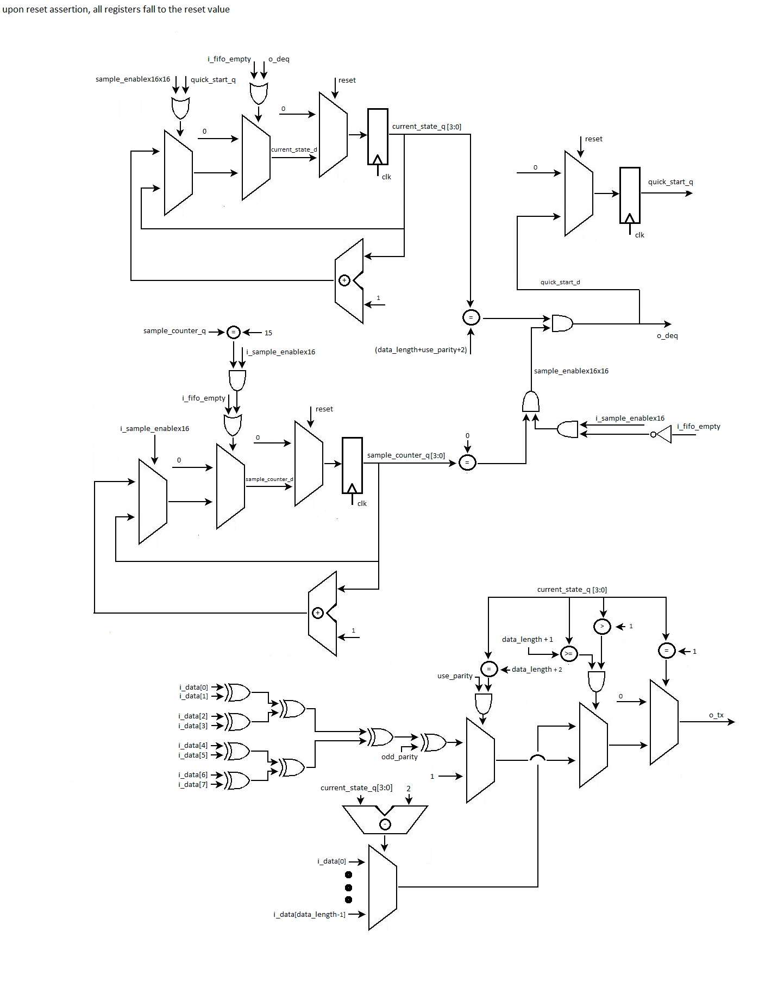 upon reset assertion, all registers fall to the reset value
i_fifo_empty
o_deq
sample_enablex16x16
quick_start_q
reset
0
0
current_state_d
current_state_q [3:0]
clk
+
1
reset
0
quick_start_q
clk
quick_start_d
=
(data_length+use_parity+2)
o_deq
sample_counter_q
=
15
i_sample_enablex16
i_fifo_empty
i_sample_enablex16
reset
0
0
sample_counter_d
sample_counter_q[3:0]
clk
+
1
0
=
sample_enablex16x16
i_sample_enablex16
i_fifo_empty
current_state_q [3:0]
>
1
data_length +1
>=
=
1
=
data_length +2
use_parity
0
o_tx
i_data[0]
i_data[1]
i_data[2]
i_data[3]
i_data[4]
i_data[5]
i_data[6]
i_data[7]
odd_parity
1
current_state_q[3:0]
2
-
i_data[0]
i_data[data_length-1]